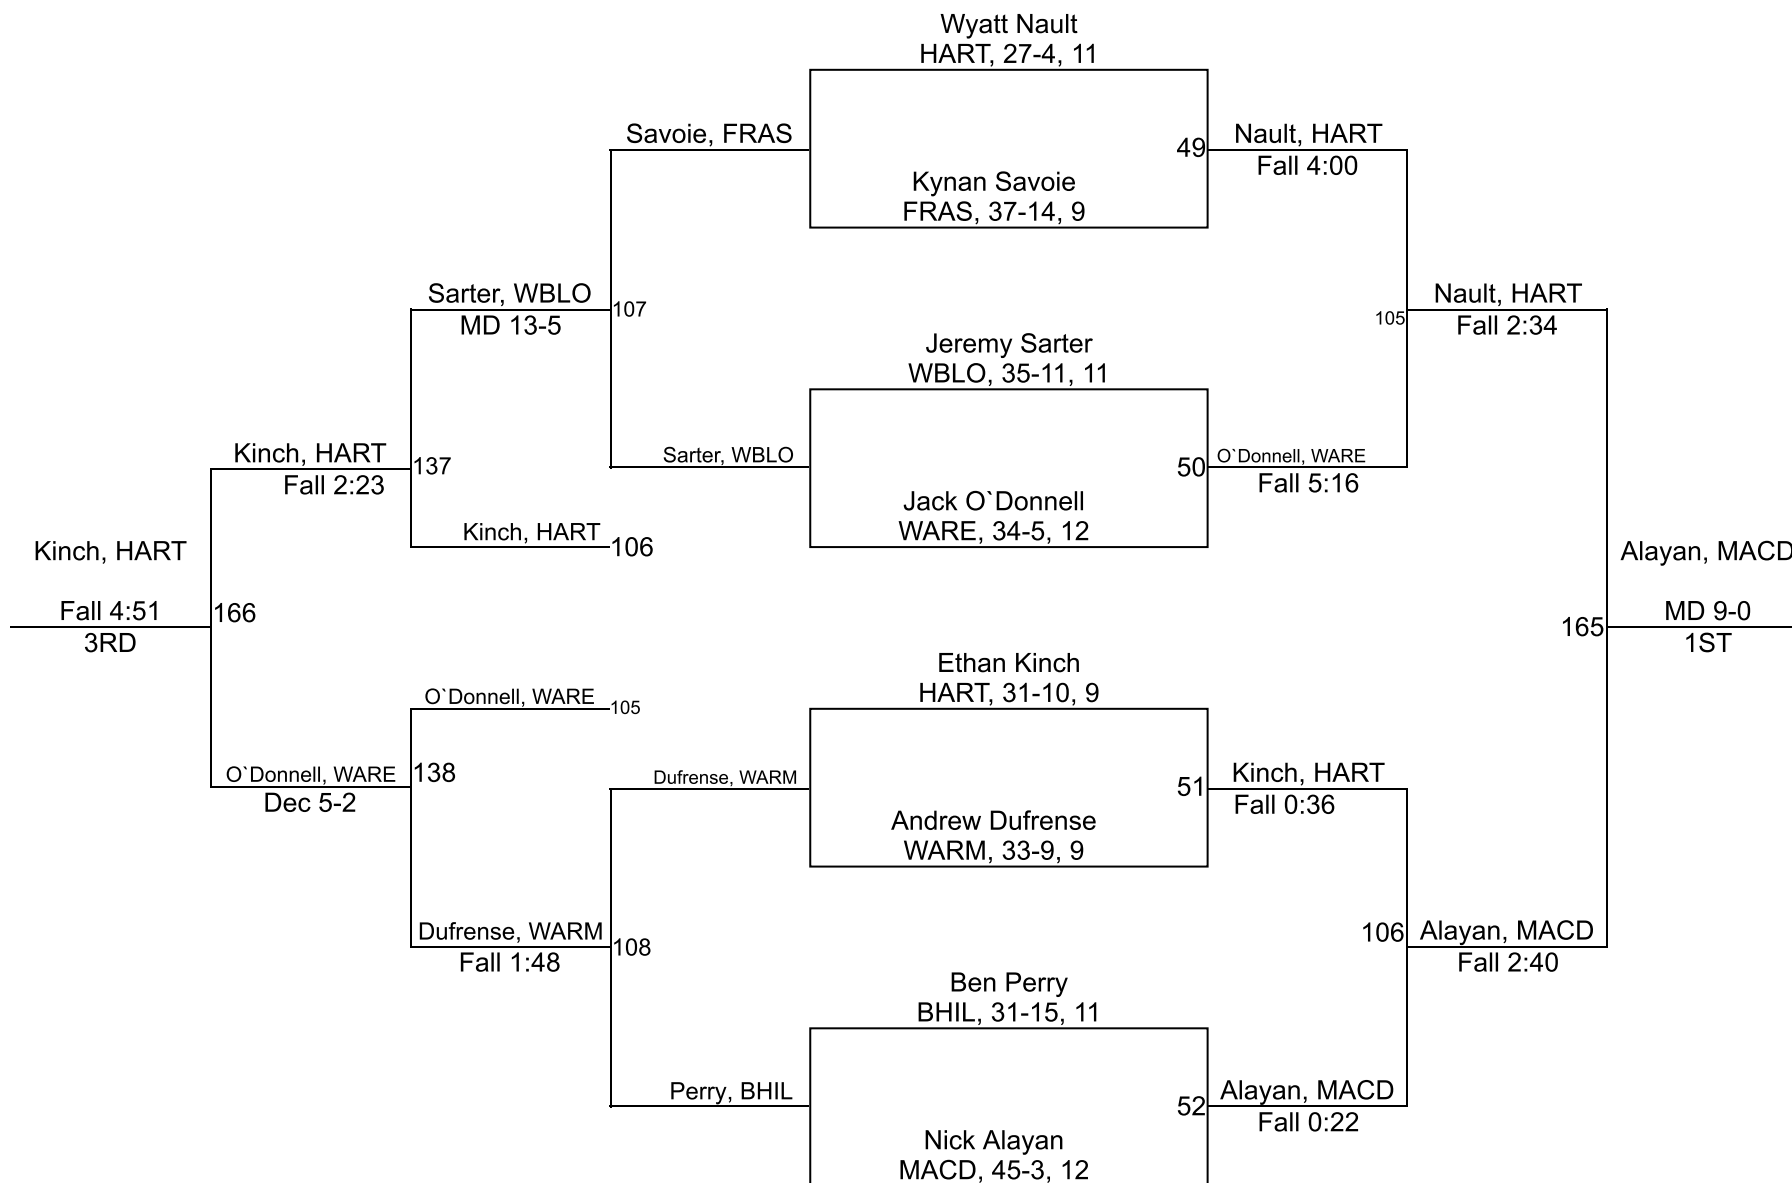 Wyatt Nault
HART, 27-4, 11
Savoie, FRAS
49
Nault, HART
Fall 4:00
Kynan Savoie
FRAS, 37-14, 9
Sarter, WBLO
MD 13-5
107
105
Nault, HART
Fall 2:34
Jeremy Sarter
WBLO, 35-11, 11
Kinch, HART
Fall 2:23
137
Sarter, WBLO
50
O`Donnell, WARE
Fall 5:16
Jack O`Donnell
WARE, 34-5, 12
Kinch, HART
106
Kinch, HART
Fall 4:51
3RD
166
Alayan, MACD
165
MD 9-0
1ST
Ethan Kinch
HART, 31-10, 9
O`Donnell, WARE
105
O`Donnell, WARE
Dec 5-2
138
Dufrense, WARM
51
Kinch, HART
Fall 0:36
Andrew Dufrense
WARM, 33-9, 9
Dufrense, WARM
Fall 1:48
108
106
Alayan, MACD
Fall 2:40
Ben Perry
BHIL, 31-15, 11
Perry, BHIL
52
Alayan, MACD
Fall 0:22
Nick Alayan
MACD, 45-3, 12